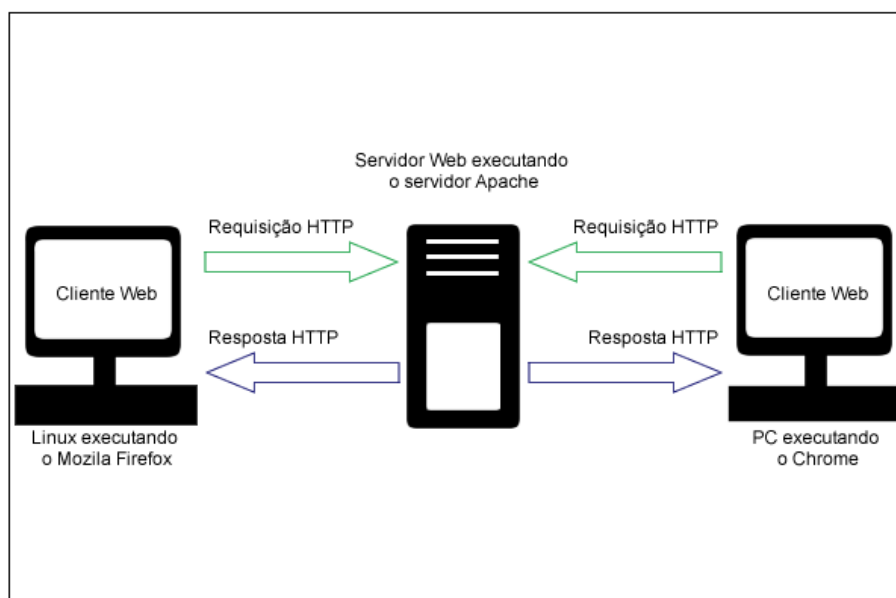 Servidor Web executando
o servidor Apache
Requisição HTTP
Requisição HTTP
Cliente Web
Cliente Web
Resposta HTTP
Resposta HTTP
Linux executando
o Mozila Firefox
PC executando
o Chrome